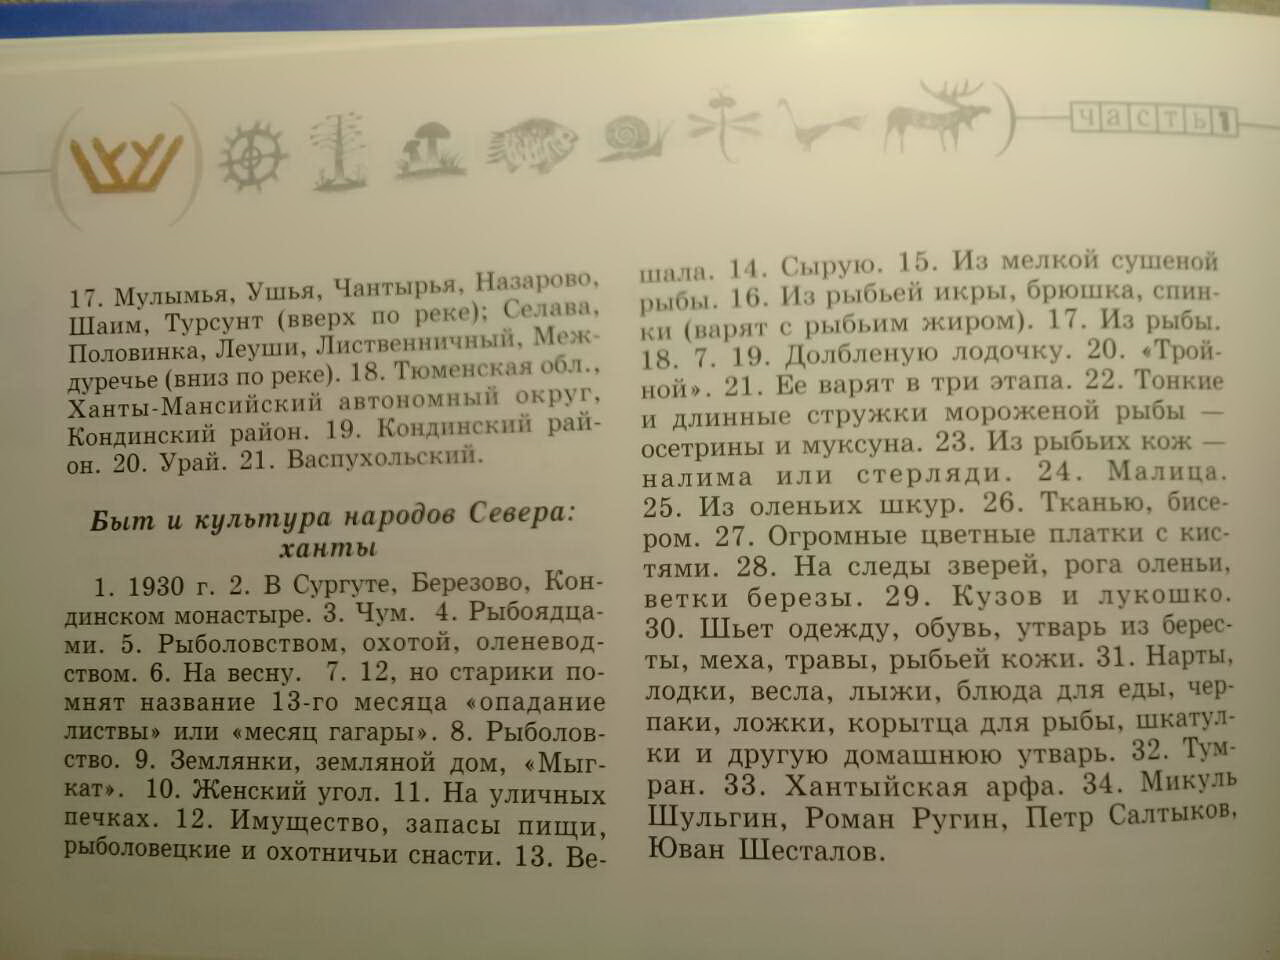 часть 1
17. Мулымья, Ушья, Чантырья, Назарово,
Шаим, Турсунт (вверх по реке); Селава,
Половинка, Леуши, Лиственничный, Меж-
дуречье (вниз по реке). 18. Тюменская обл.,
Ханты-Мансийский автономный округ,
Кондинский район. 19. Кондинский рай-
он. 20. Урай. 21. Васпухольский.
Быт и культура народов Севера:
ханты
1. 1930 г. 2. В Сургуте, Березово, Кон-
динском монастыре. 3. Чум. 4. Рыбоядца-
ми. 5. Рыболовством, охотой, оленевод-
ством. 6. На весну. 7. 12, но старики по-
мнят название 13-го месяца «опадание
листвы» или «месяц гагары». 8. Рыболов-
ство. 9. Землянки, земляной дом, «Мыг-
кат». 10. Женский угол. 11. На уличных
печках. 12. Имущество, запасы пищи,
рыболовецкие и охотничьи снасти. 13. Ве-
шала. 14. Сырую. 15. Из мелкой сушеной
рыбы. 16. Из рыбьей икры, брюшка, спин-
ки (варят с рыбьим жиром). 17. Из рыбы.
18. 7. 19. Долбленую лодочку. 20. «Трой-
ной». 21. Ее варят в три этапа. 22. Тонкие
и длинные стружки мороженой рыбы —
осетрины и муксуна. 23. Из рыбьих кож —
налима или стерляди. 24. Малица.
25. Из оленьих шкур. 26. Тканью, бисе-
ром. 27. Огромные цветные платки с кис-
тями. 28. На следы зверей, рога оленьи,
ветки березы. 29. Кузов и лукошко.
30. Шьет одежду, обувь, утварь из берес-
ты, меха, травы, рыбьей кожи. 31. Нарты,
лодки, весла, лыжи, блюда для еды, чер-
паки, ложки, корытца для рыбы, шкатул-
ки и другую домашнюю утварь. 32. Тум-
ран. 33. Хантыйская арфа. 34. Микуль
Шульгин, Роман Ругин, Петр Салтыков,
Юван Шесталов.